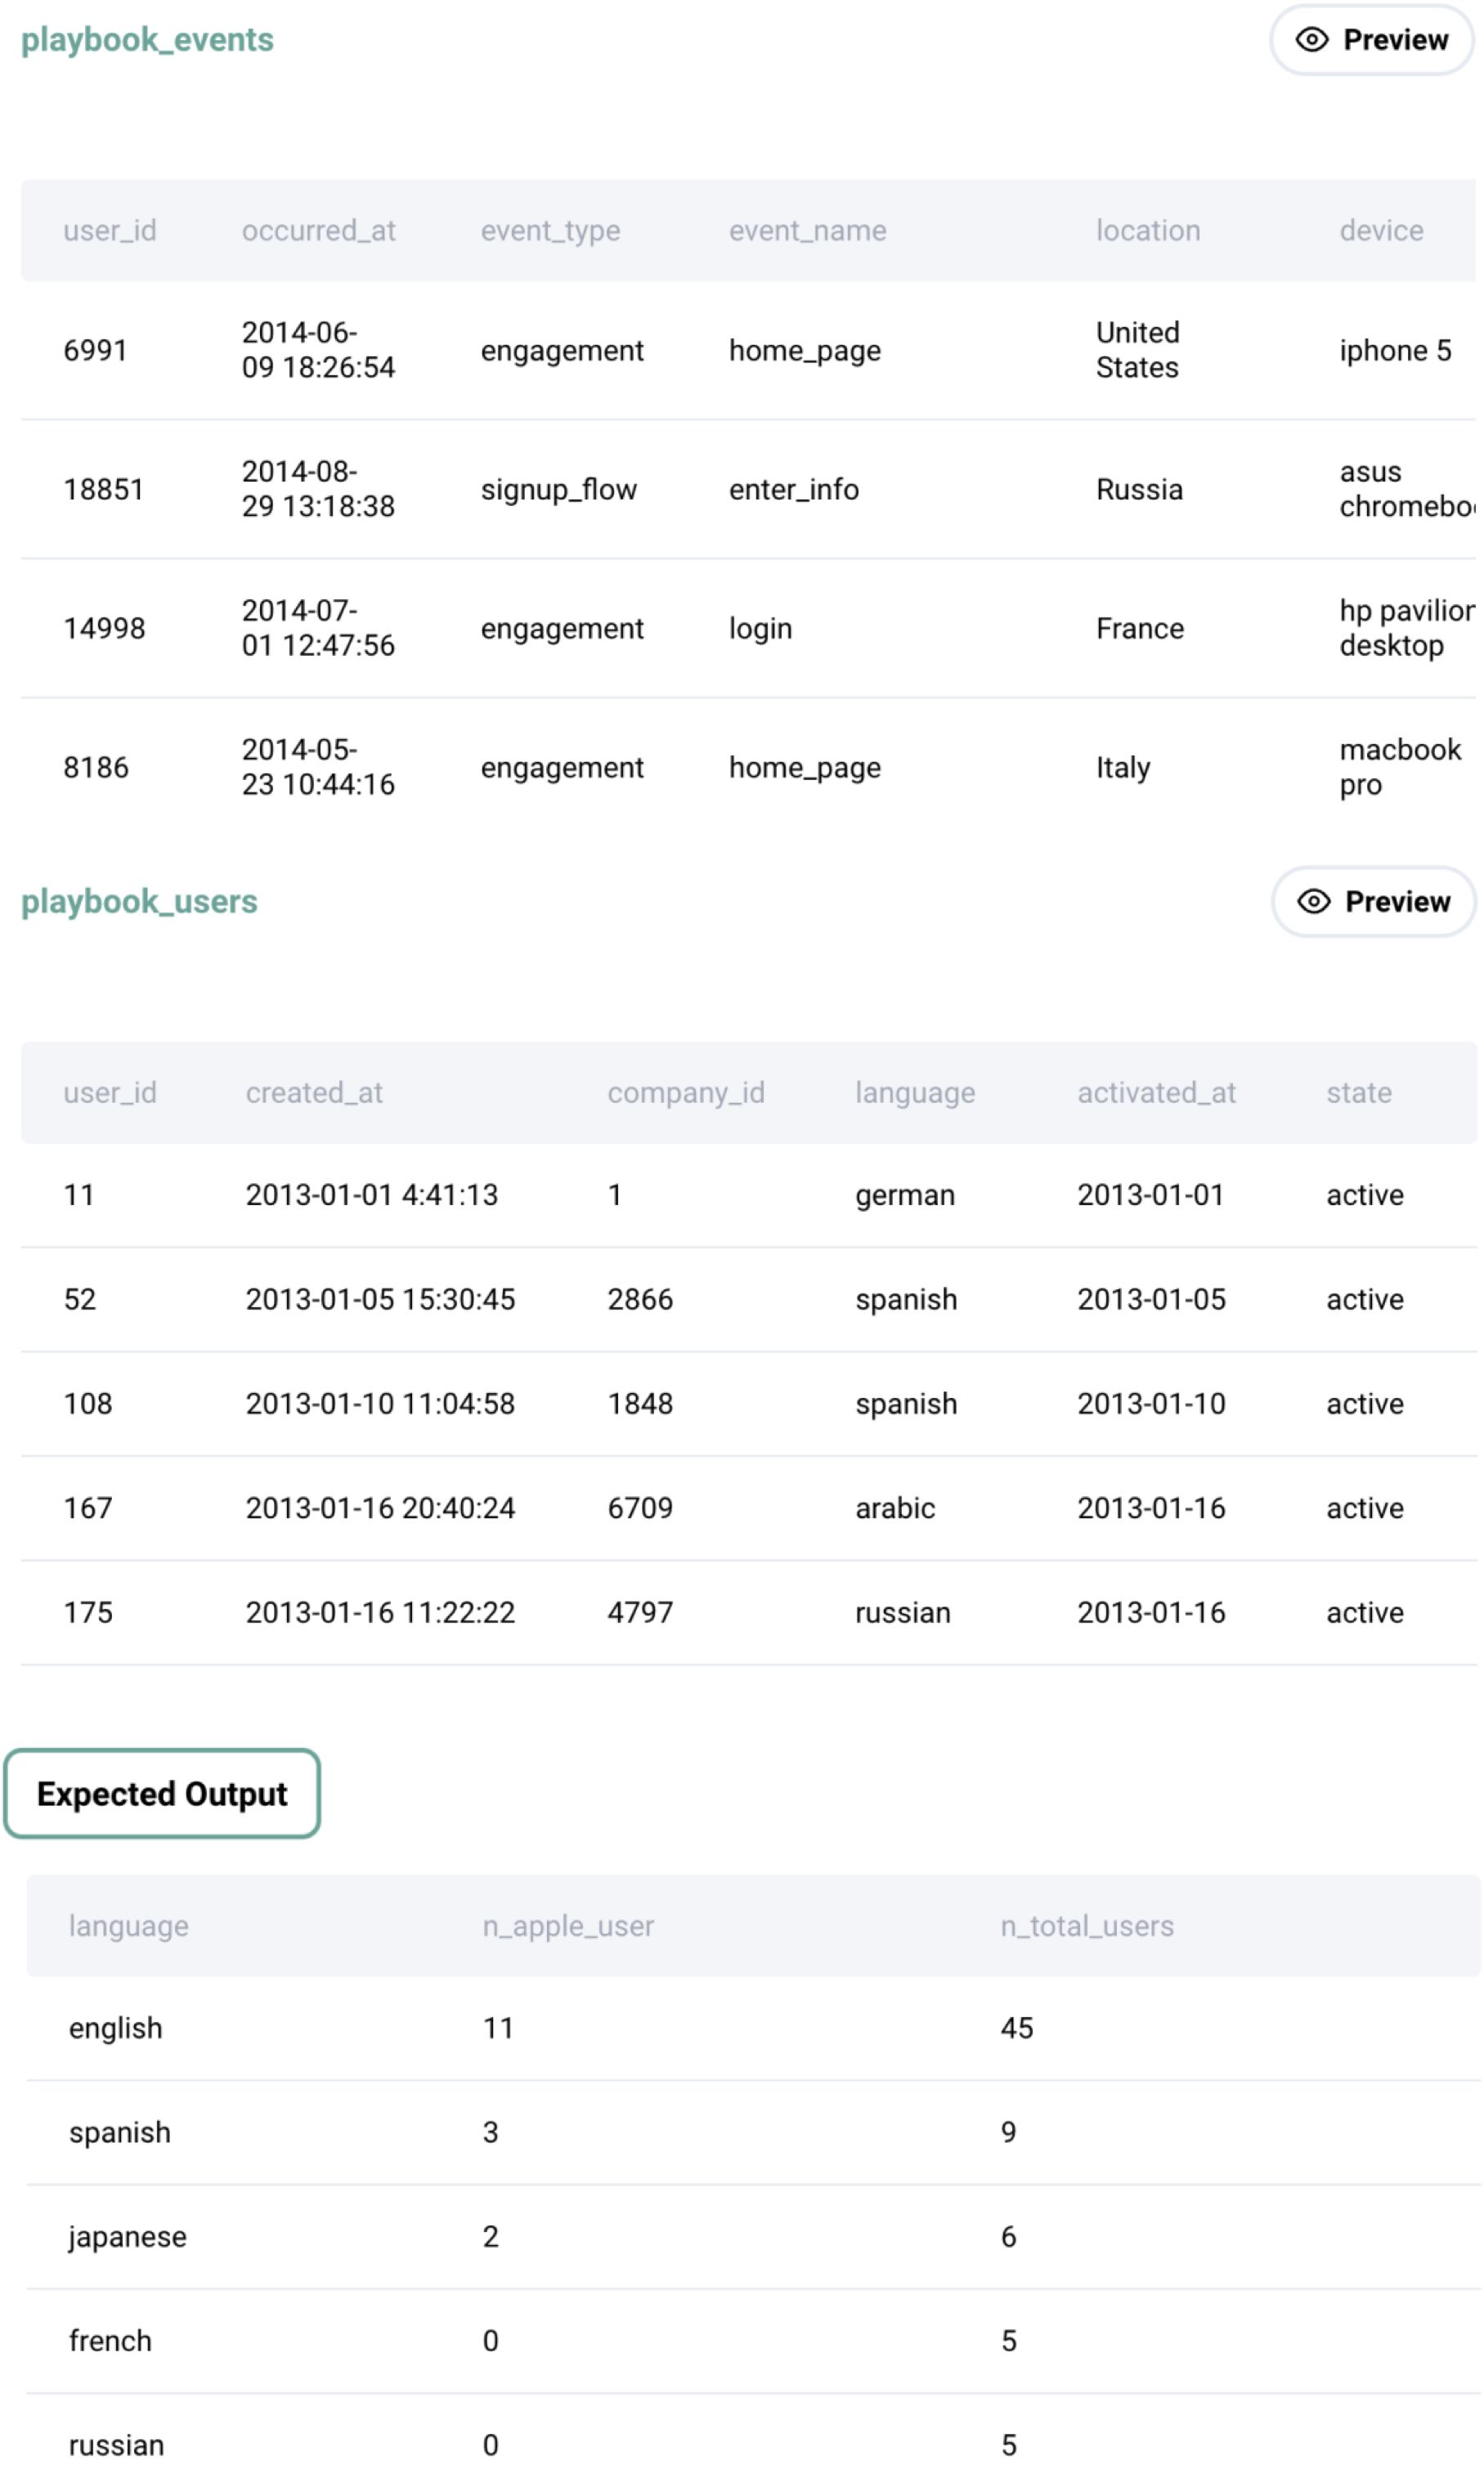 playbook_events
Preview
user_id occurred_at event_type event_name location device
6991 2014-06-09 18:26:54 engagement home_page United States iphone 5
18851 2014-08-29 13:18:38 signup_flow enter_info Russia asus
14998 2014-07-01 12:47:56 engagement login France hp desktop
8186 2014-05-23 10:44:16 engagement home_page Italy macbook pro
playbook_users
Preview
user_id created_at company_id language activated_at state
11 2013-01-01 4:41:13 1 german 2013-01-01 active
52 2013-01-05 15:30:45 2866 spanish 2013-01-05 active
108 2013-01-10 11:04:58 1848 spanish 2013-01-10 active
167 2013-01-16 20:40:24 6709 arabic 2013-01-16 active
175 2013-01-16 11:22:22 4797 russian 2013-01-16 active
Expected Output
language n_apple_user n_total_users
english 11 45
spanish 3 9
japanese 2 6
french 0 5
russian 0 5